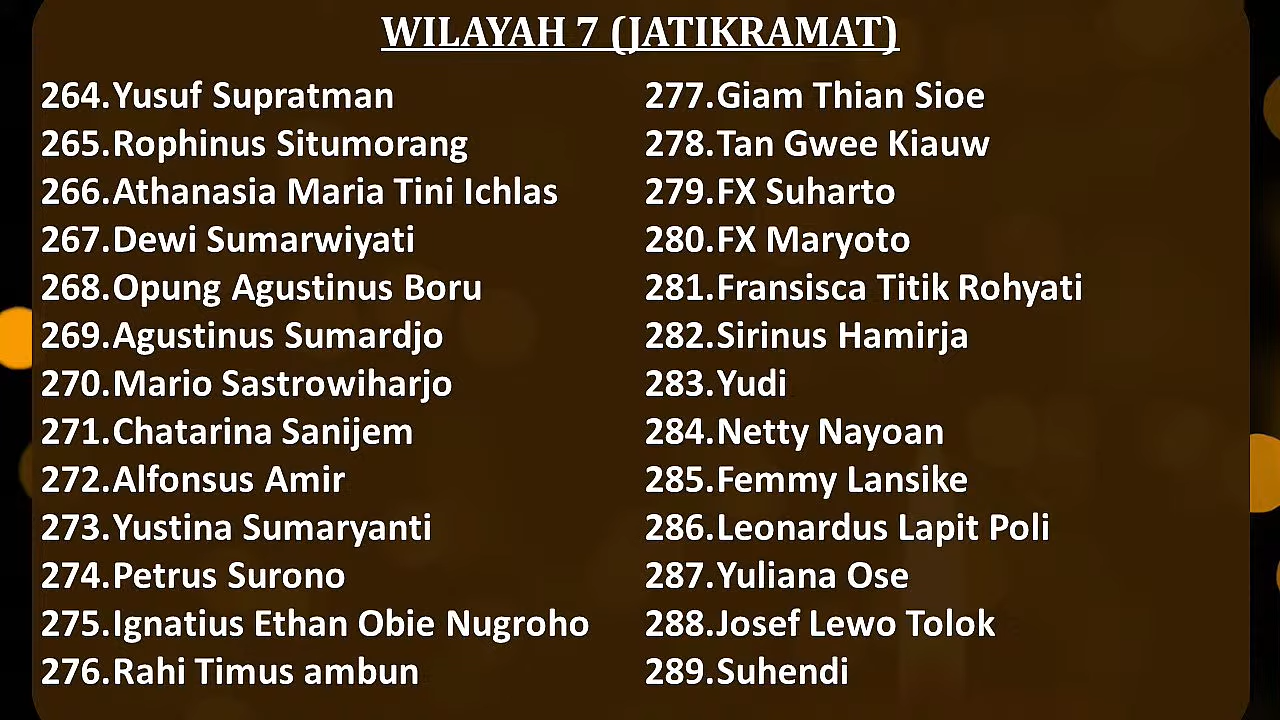 WILAYAH 7 (JATIKRAMAT)
264.Yusuf Supratman
265.Rophinus Situmorang
266.Athanasia Maria Tini Ichlas
267.Dewi Sumarwiyati
268.Opung Agustinus Boru
269.Agustinus Sumardjo
270.Mario Sastrowiharjo
271.Chatarina Sanijem
272.Alfonsus Amir
273.Yustina Sumaryanti
274.Petrus Surono
275.Ignatius Ethan Obie Nugroho
276.Rahi Timus ambun
277.Giam Thian Sioe
278.Tan Gwee Kiauw
279.FX Suharto
280.FX Maryoto
281.Fransisca Titik Rohyati
282.Sirinus Hamirja
283.Yudi
284.Netty Nayoan
285.Femmy Lansike
286.Leonardus Lapit Poli
287.Yuliana Ose
288.Josef Lewo Tolok
289.Suhendi